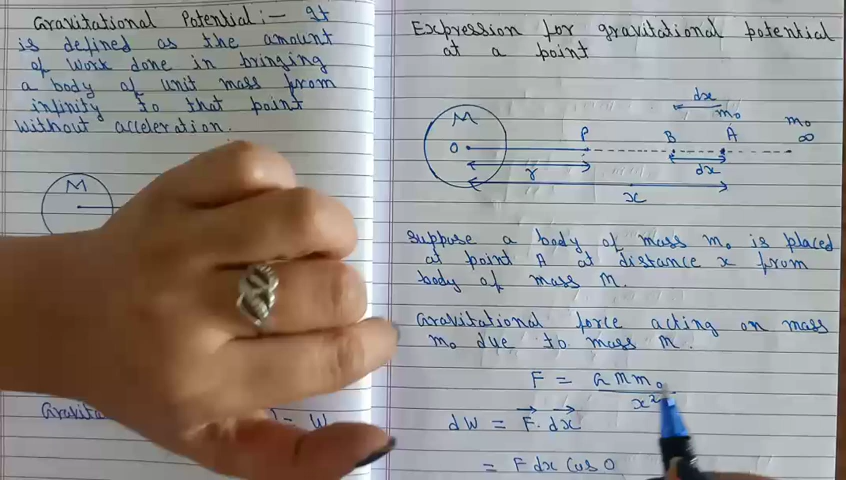 Gravitational Potential :- It
is defined as the amount
of work done in bringing
a body of unit mass from
infinity to that point
without acceleration.
M
W
Expression for gravitational potential
at a point
dx
M
m₀
m₀
O
P
B
A
∞
r
dx
x
Suppose a body of mass m₀ is placed
at point A at distance x from
body of mass M.
Gravitational force acting on mass
m₀ due to mass M.
F = G M m₀
x²
dW = F⃗ . dx⃗
= F dx Cos 0